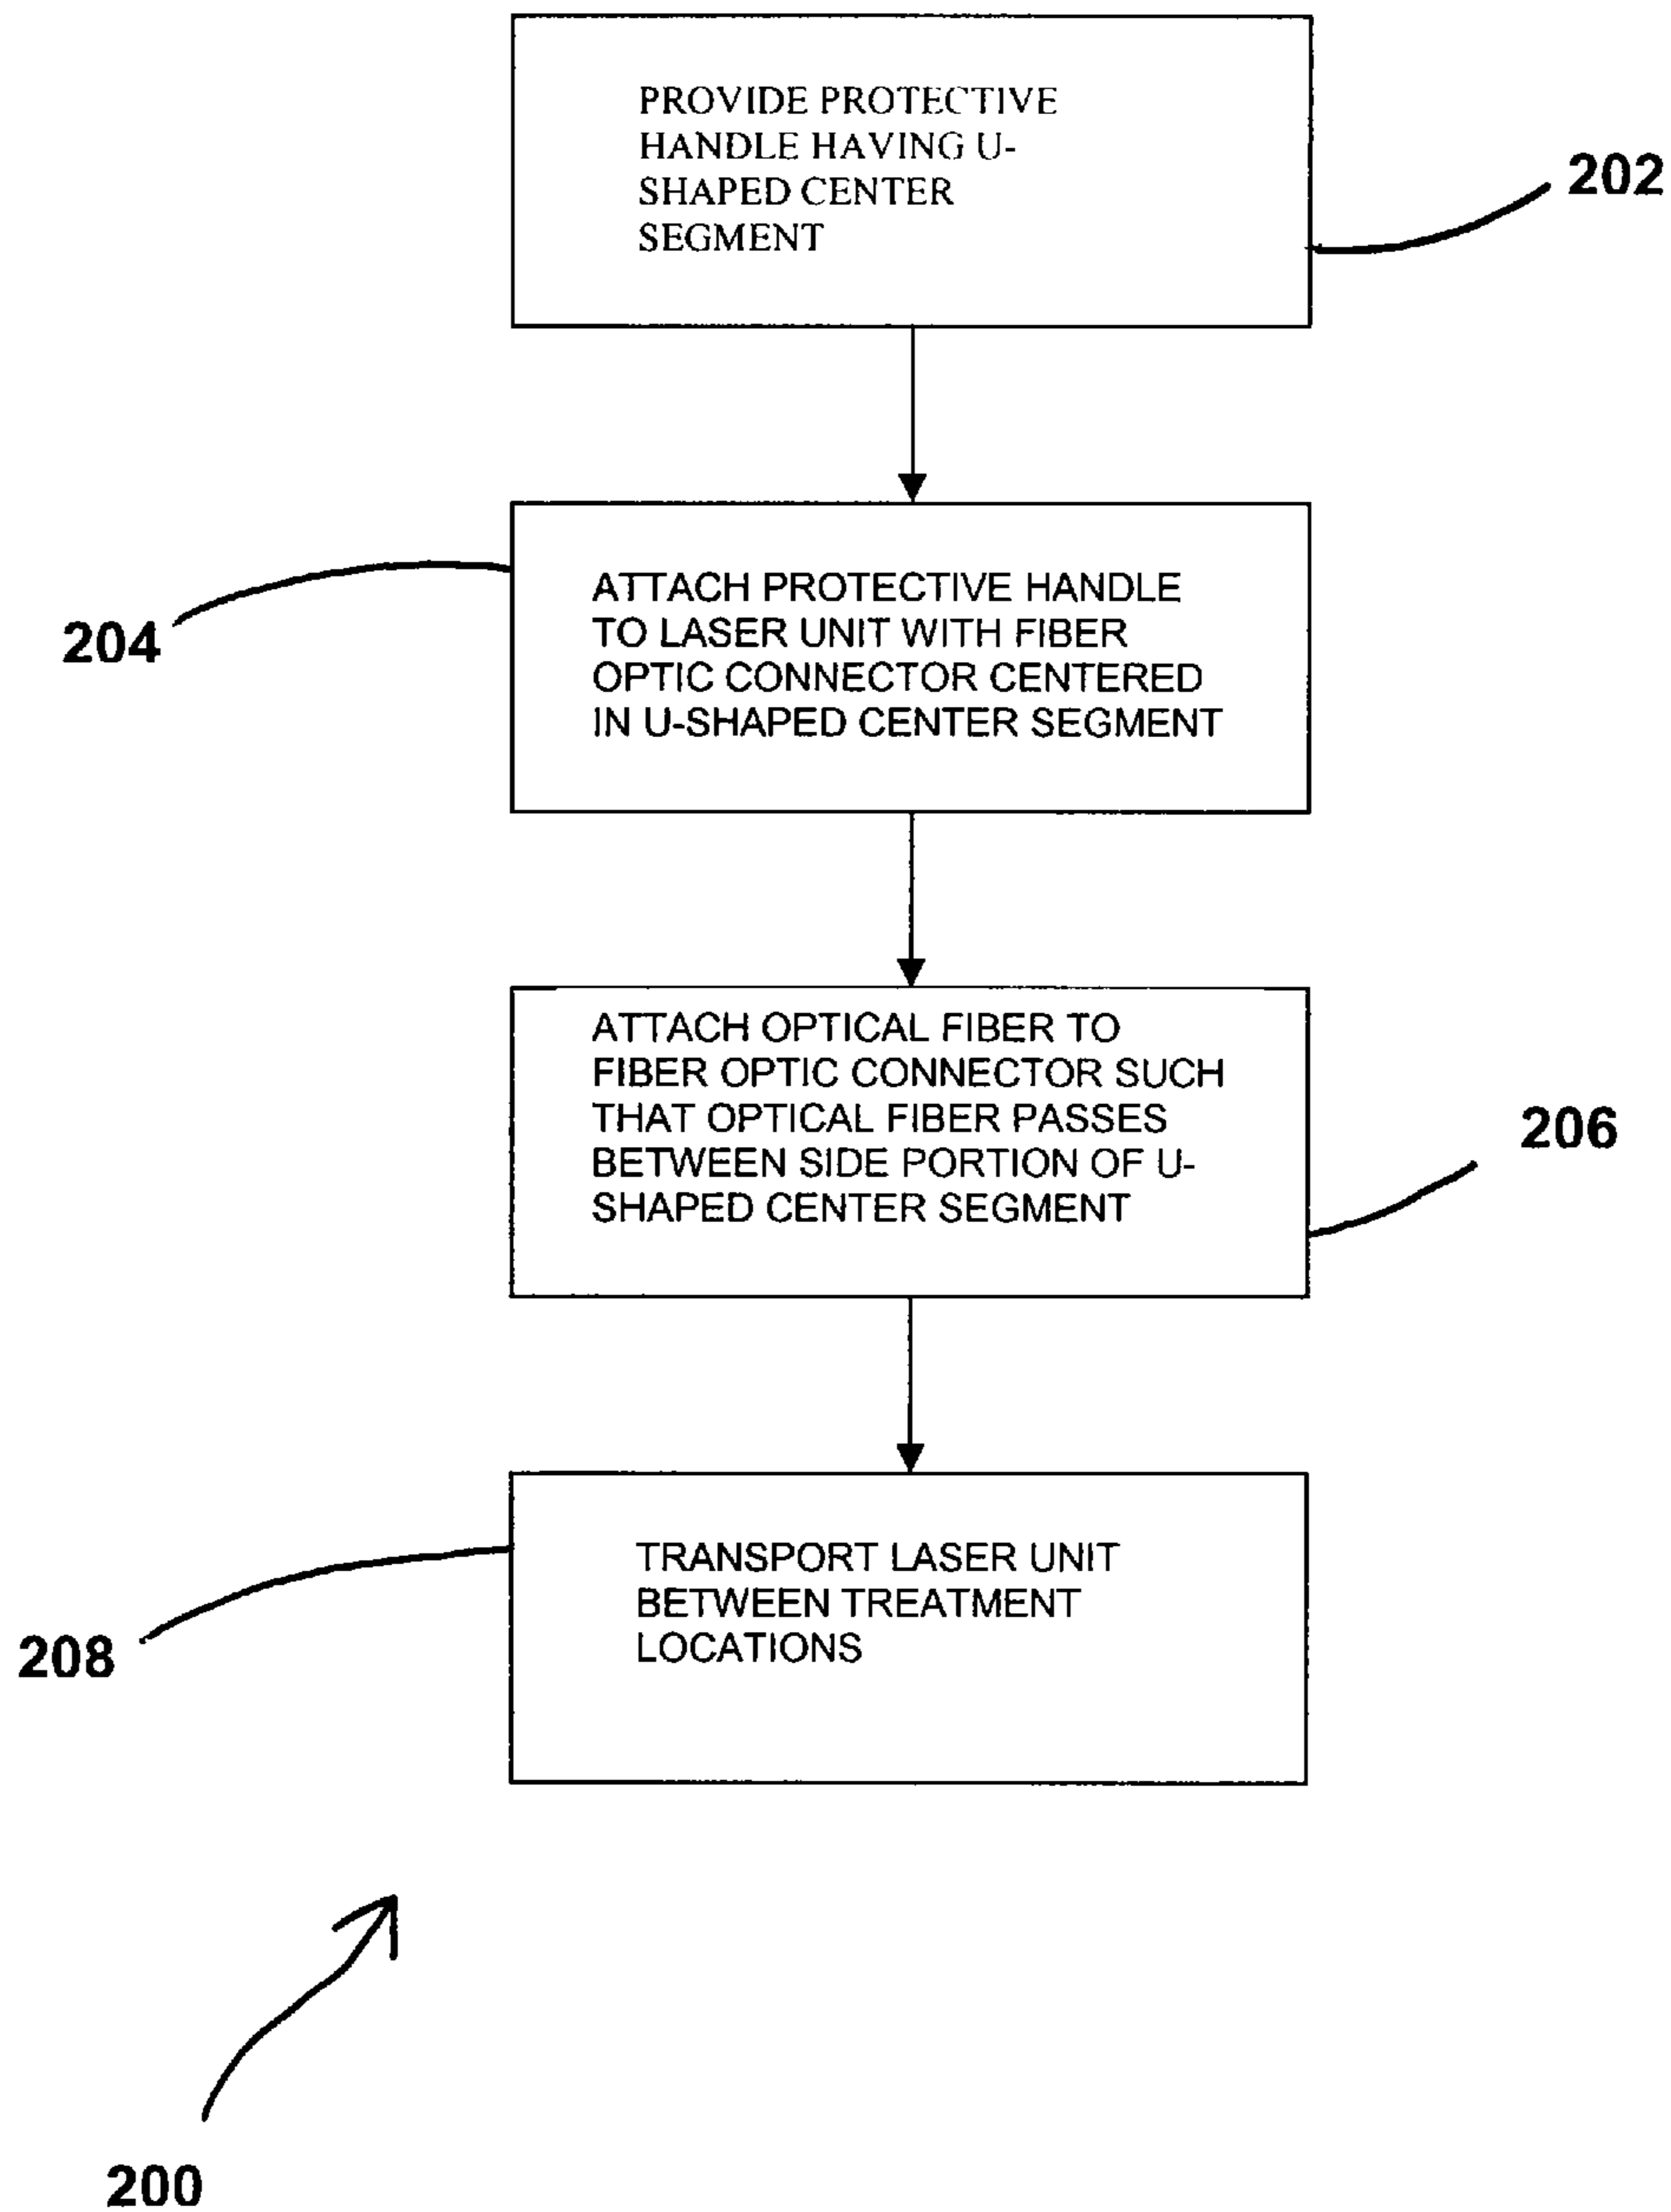 PROVIDE PROTECTIVE
HANDLE HAVING U-
SHAPED CENTER
SEGMENT
202
ATTACH PROTECTIVE HANDLE
TO LASER UNIT WITH FIBER
OPTIC CONNECTOR CENTERED
IN U-SHAPED CENTER SEGMENT
204
ATTACH OPTICAL FIBER TO
FIBER OPTIC CONNECTOR SUCH
THAT OPTICAL FIBER PASSES
BETWEEN SIDE PORTION OF U-
SHAPED CENTER SEGMENT
206
TRANSPORT LASER UNIT
BETWEEN TREATMENT
LOCATIONS
208
200